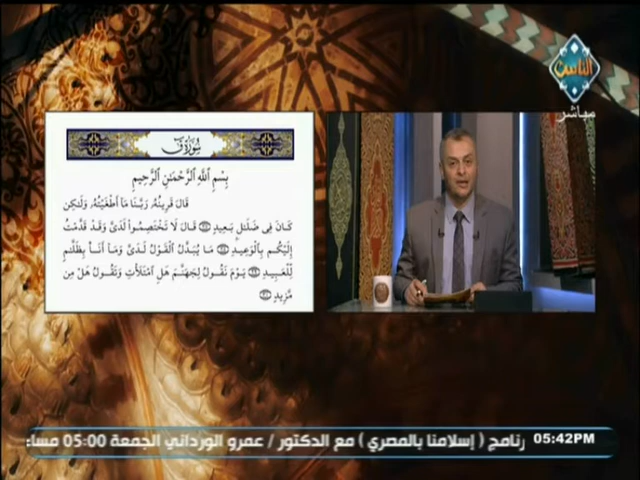 الناس
مباشر
سورة ق
بِسْمِ اللَّهِ الرَّحْمَٰنِ الرَّحِيمِ
قَالَ قَرِينُهُ رَبَّنَا مَا أَطْغَيْتُهُ وَلَٰكِن
كَانَ فِي ضَلَالٍ بَعِيدٍ ۝ قَالَ لَا تَخْتَصِمُوا لَدَيَّ وَقَدْ قَدَّمْتُ
إِلَيْكُم بِالْوَعِيدِ ۝ مَا يُبَدَّلُ الْقَوْلُ لَدَيَّ وَمَا أَنَا بِظَلَّامٍ
لِّلْعَبِيدِ ۝ يَوْمَ نَقُولُ لِجَهَنَّمَ هَلِ امْتَلَأْتِ وَتَقُولُ هَلْ مِن
مَّزِيدٍ ۝
05:42PM رنامج ( إسلامنا بالمصري ) مع الدكتور / عمرو الورداني الجمعة 05:00 مساء